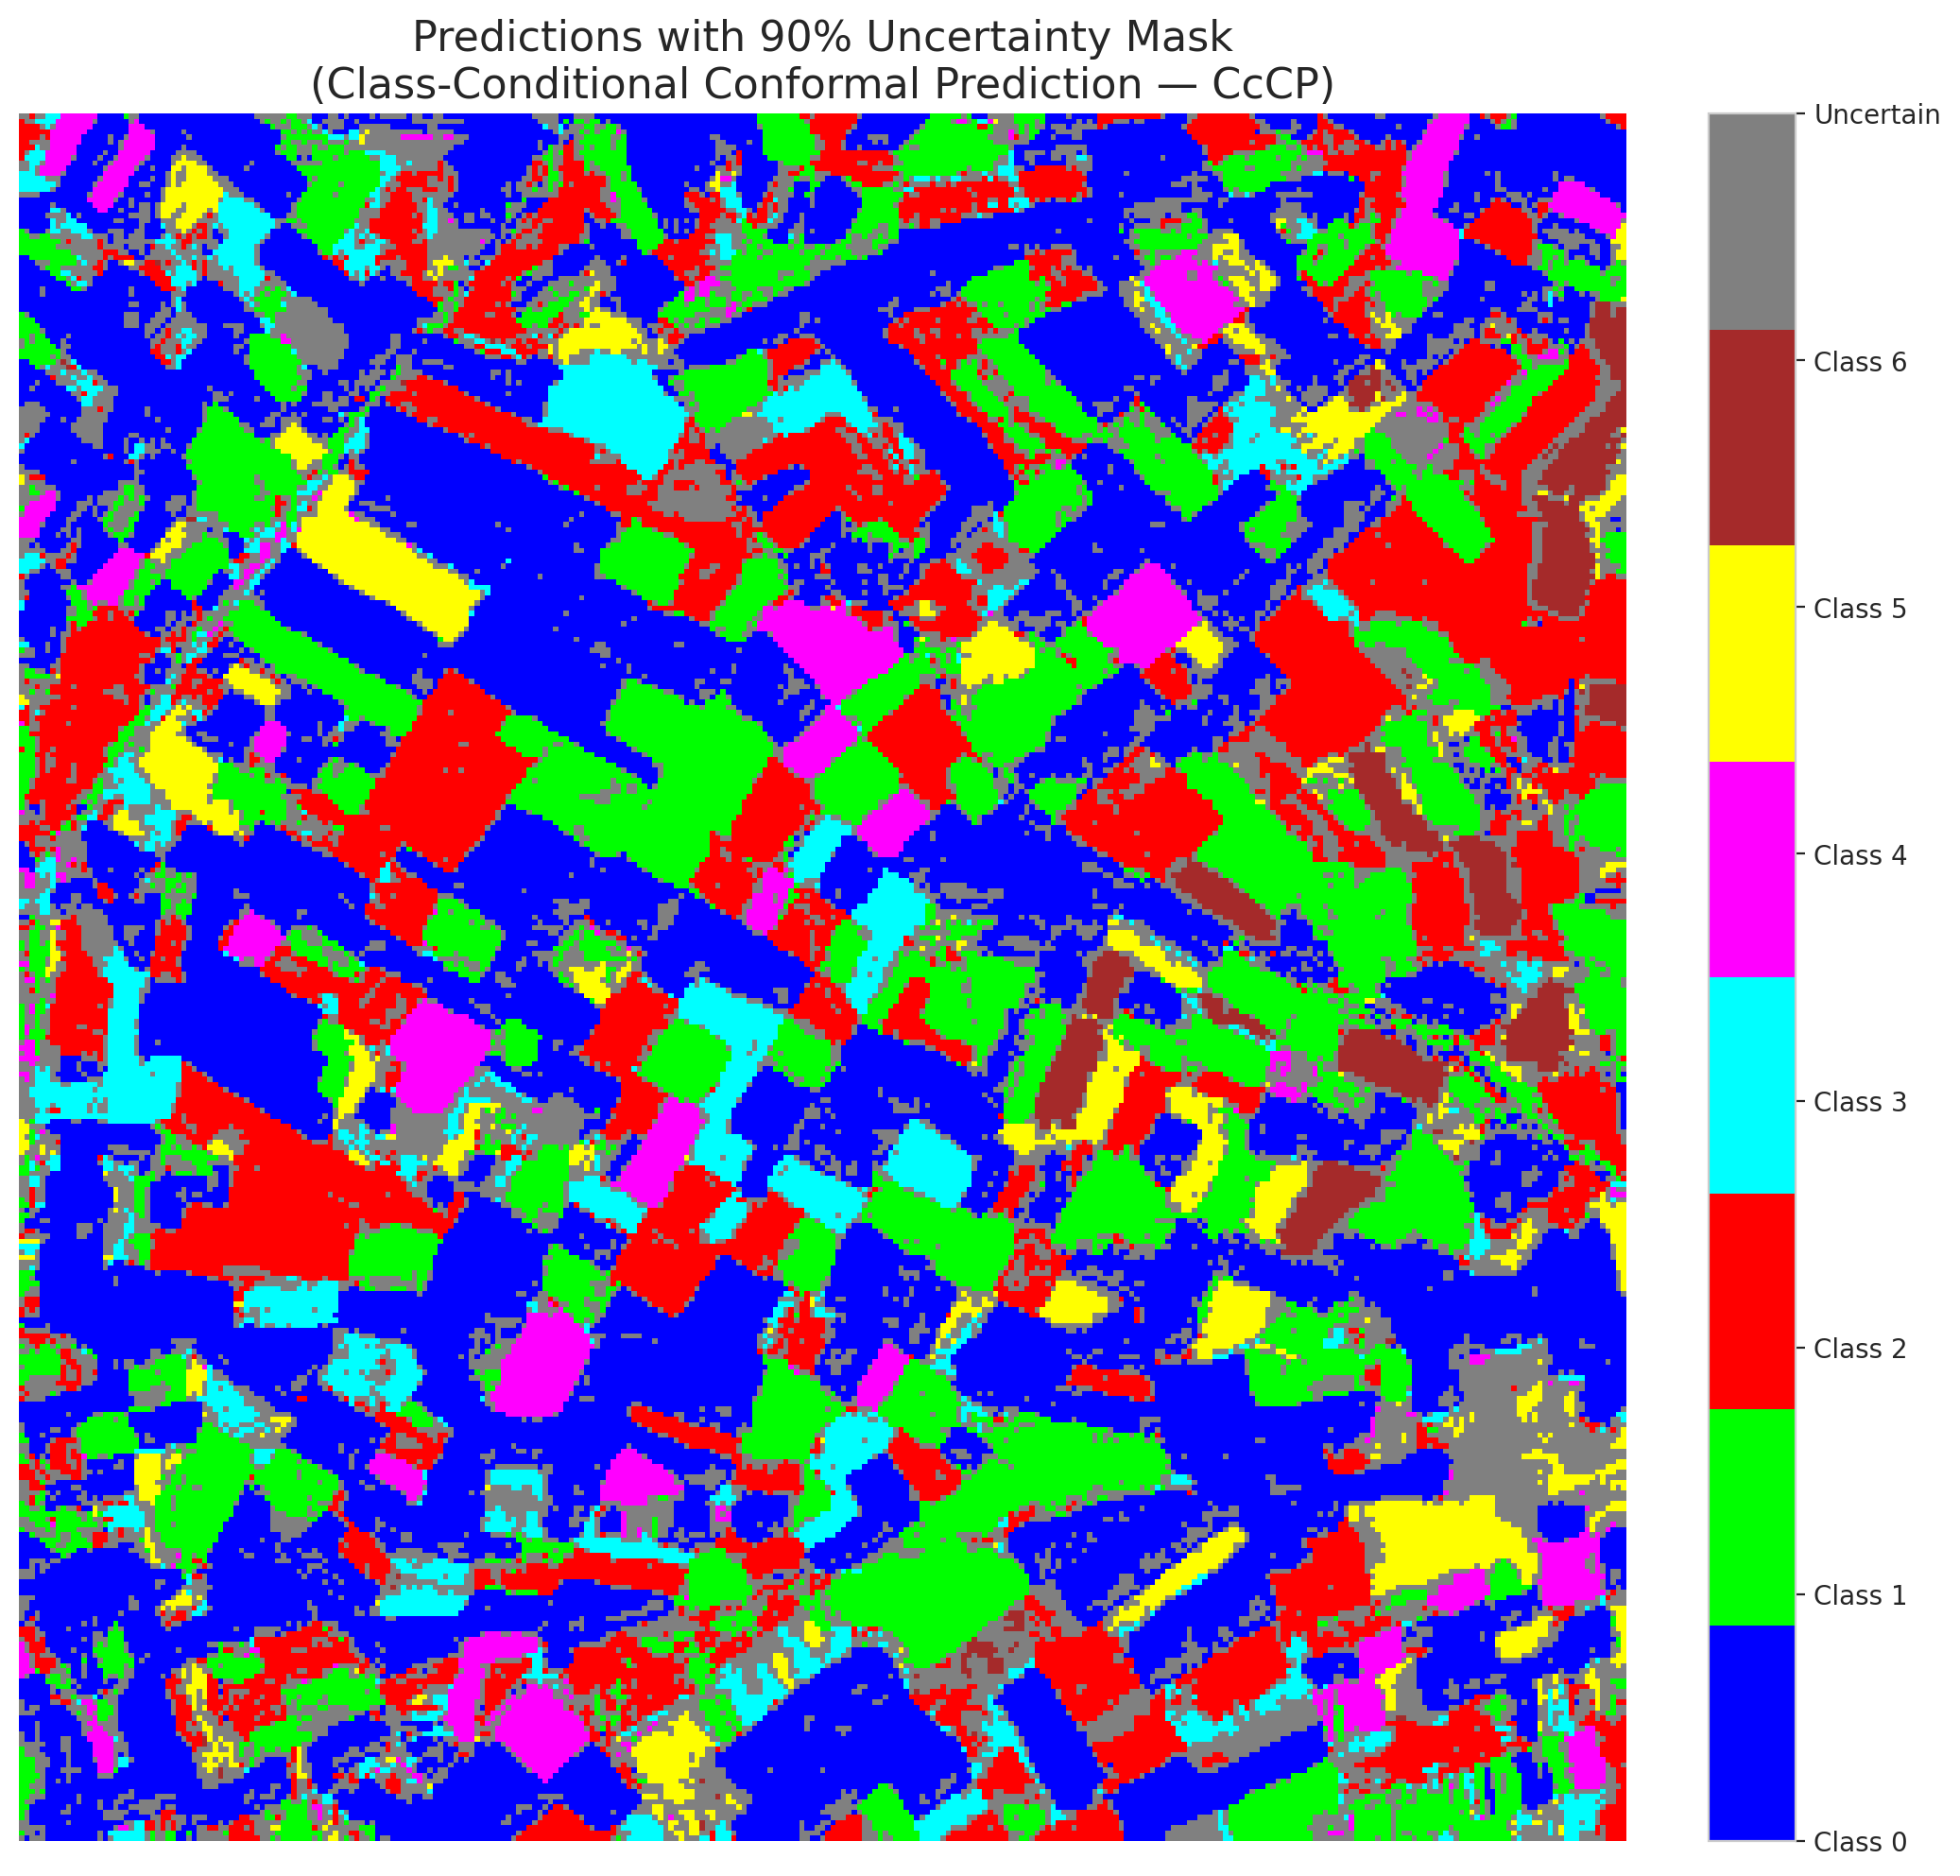 Predictions with 90% Uncertainty Mask
(Class-Conditional Conformal Prediction — CcCP)
Uncertain
Class 6
Class 5
Class 4
Class 3
Class 2
Class 1
Class 0